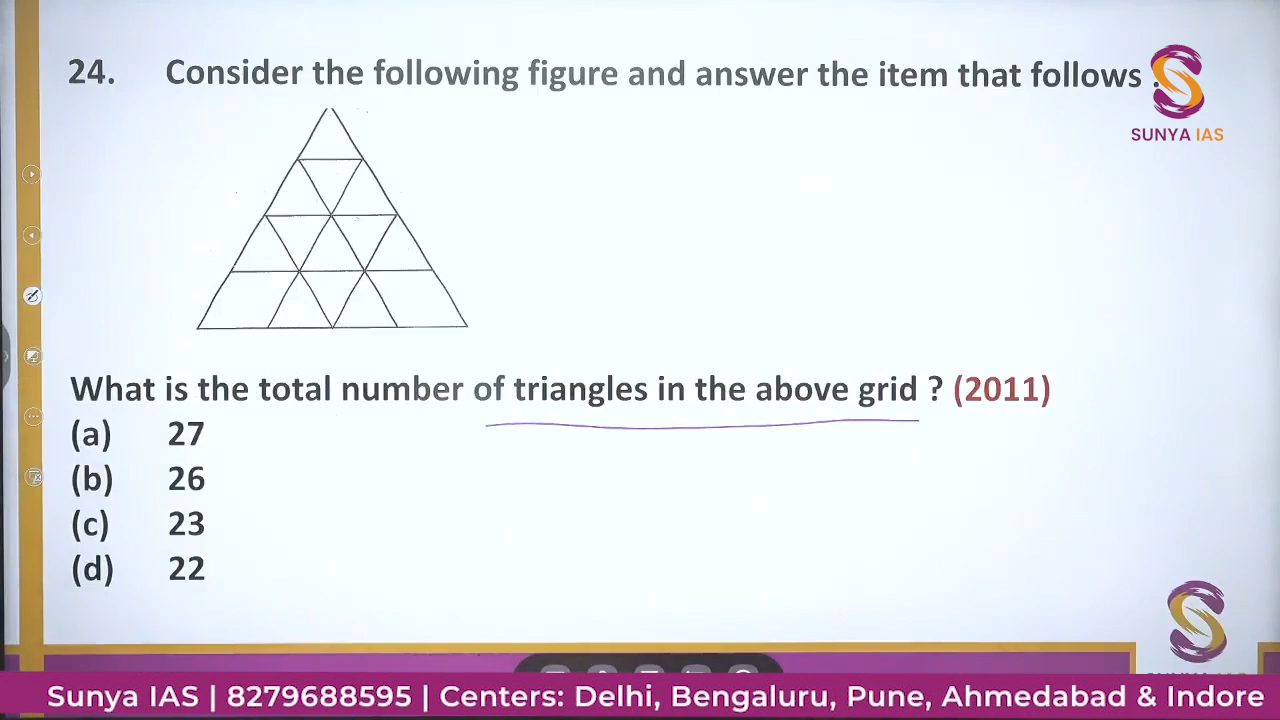 24. Consider the following figure and answer the item that follows :
SUNYA IAS
What is the total number of triangles in the above grid ? (2011)
(a) 27
(b) 26
(c) 23
(d) 22
Sunya IAS | 8279688595 | Centers: Delhi, Bengaluru, Pune, Ahmedabad & Indore